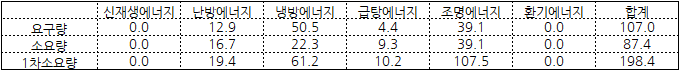 신재생에너지 난방에너지 냉방에너지 급탕에너지 조명에너지 환기에너지 합계
요구량 0.0 12.9 50.5 4.4 39.1 0.0 107.0
소요량 0.0 16.7 22.3 9.3 39.1 0.0 87.4
1차소요량 0.0 19.4 61.2 10.2 107.5 0.0 198.4